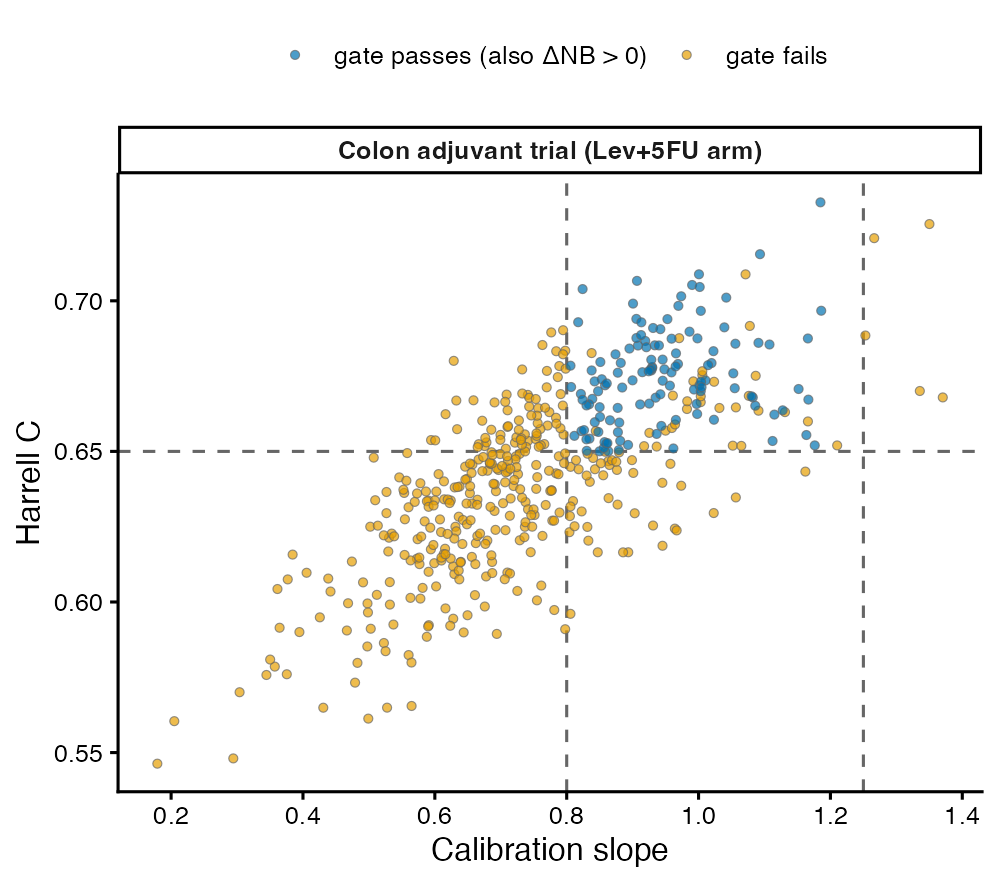 gate passes (also ΔNB > 0) gate fails
Colon adjuvant trial (Lev+5FU arm)
Harrell C
0.70
0.65
0.60
0.55
0.2 0.4 0.6 0.8 1.0 1.2 1.4
Calibration slope